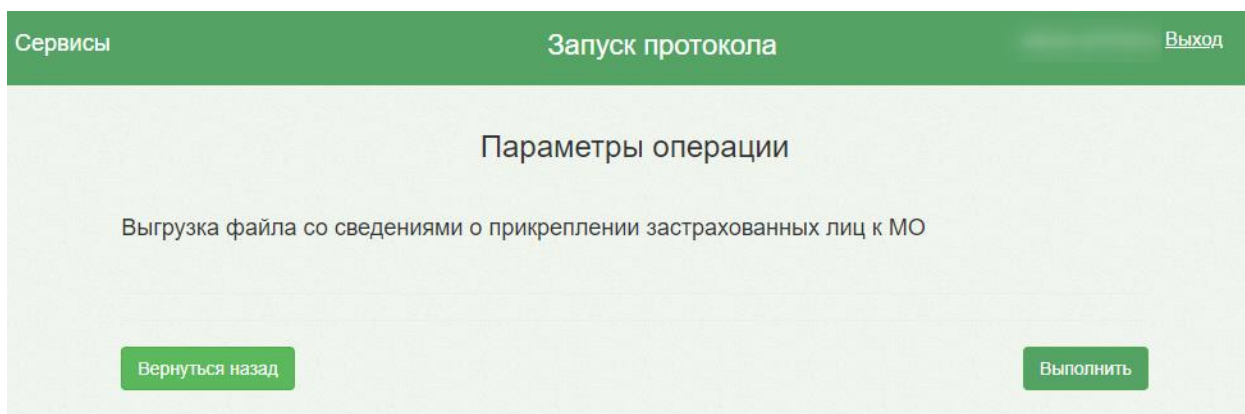 Сервисы
Запуск протокола
Выход
Параметры операции
Выгрузка файла со сведениями о прикреплении застрахованных лиц к МО
Вернуться назад
Выполнить